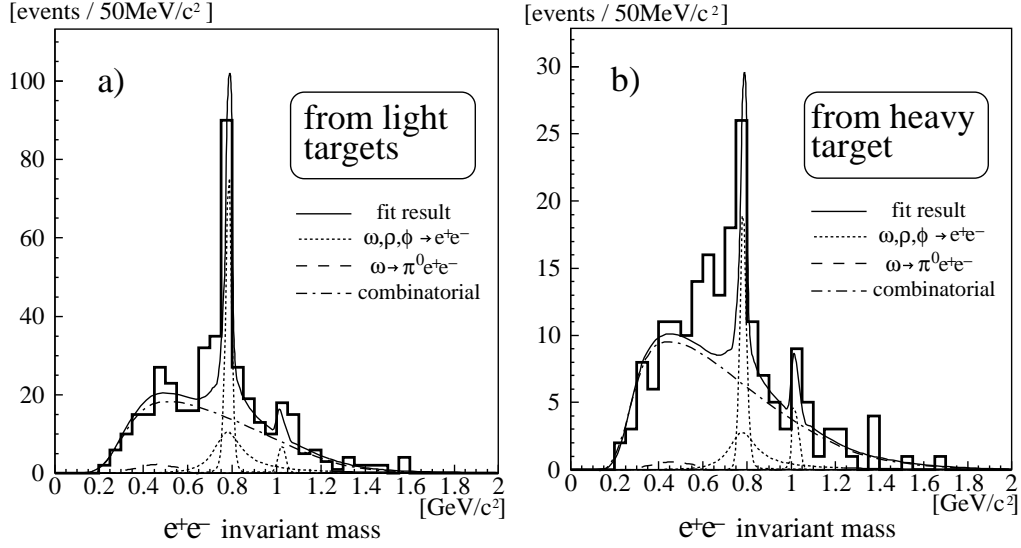 [events / 50MeV/c²]
a)
from light
targets
fit result
ω,ρ,ϕ → e⁺e⁻
ω→ π⁰e⁺e⁻
combinatorial
100
80
60
40
20
0
0 0.2 0.4 0.6 0.8 1 1.2 1.4 1.6 1.8 2
[GeV/c²]
e⁺e⁻ invariant mass
[events / 50MeV/c²]
b)
from heavy
target
fit result
ω,ρ,ϕ → e⁺e⁻
ω→ π⁰e⁺e⁻
combinatorial
30
25
20
15
10
5
0
0 0.2 0.4 0.6 0.8 1 1.2 1.4 1.6 1.8 2
[GeV/c²]
e⁺e⁻ invariant mass